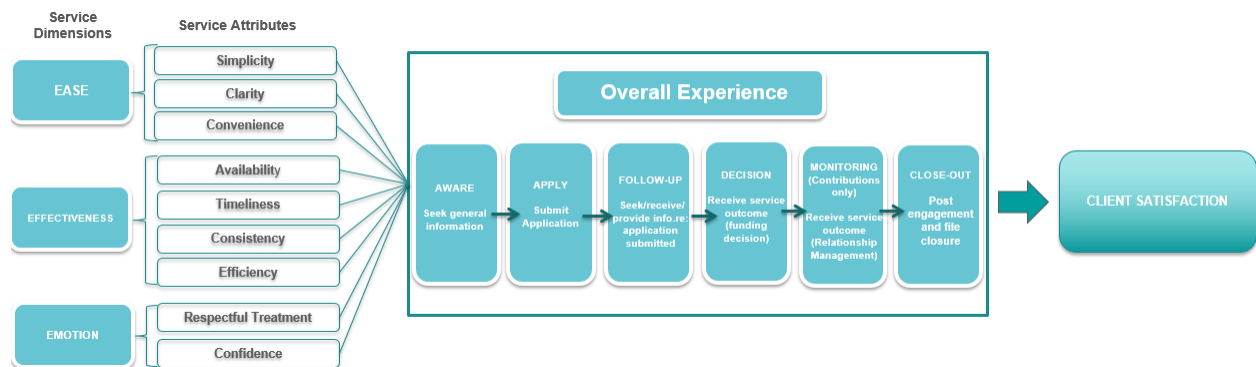 Service
Dimensions
Service Attributes
EASE
Simplicity
Clarity
Convenience
EFFECTIVENESS
Availability
Timeliness
Consistency
Efficiency
EMOTION
Respectful Treatment
Confidence
Overall Experience
AWARE
Seek general
information
APPLY
Submit
Application
FOLLOW-UP
Seek/receive/
provide info.re:
application
submitted
DECISION
Receive service
outcome
(funding
decision)
MONITORING
(Contributions
only)
Receive service
outcome
(Relationship
Management)
CLOSE-OUT
Post
engagement
and file
closure
CLIENT SATISFACTION